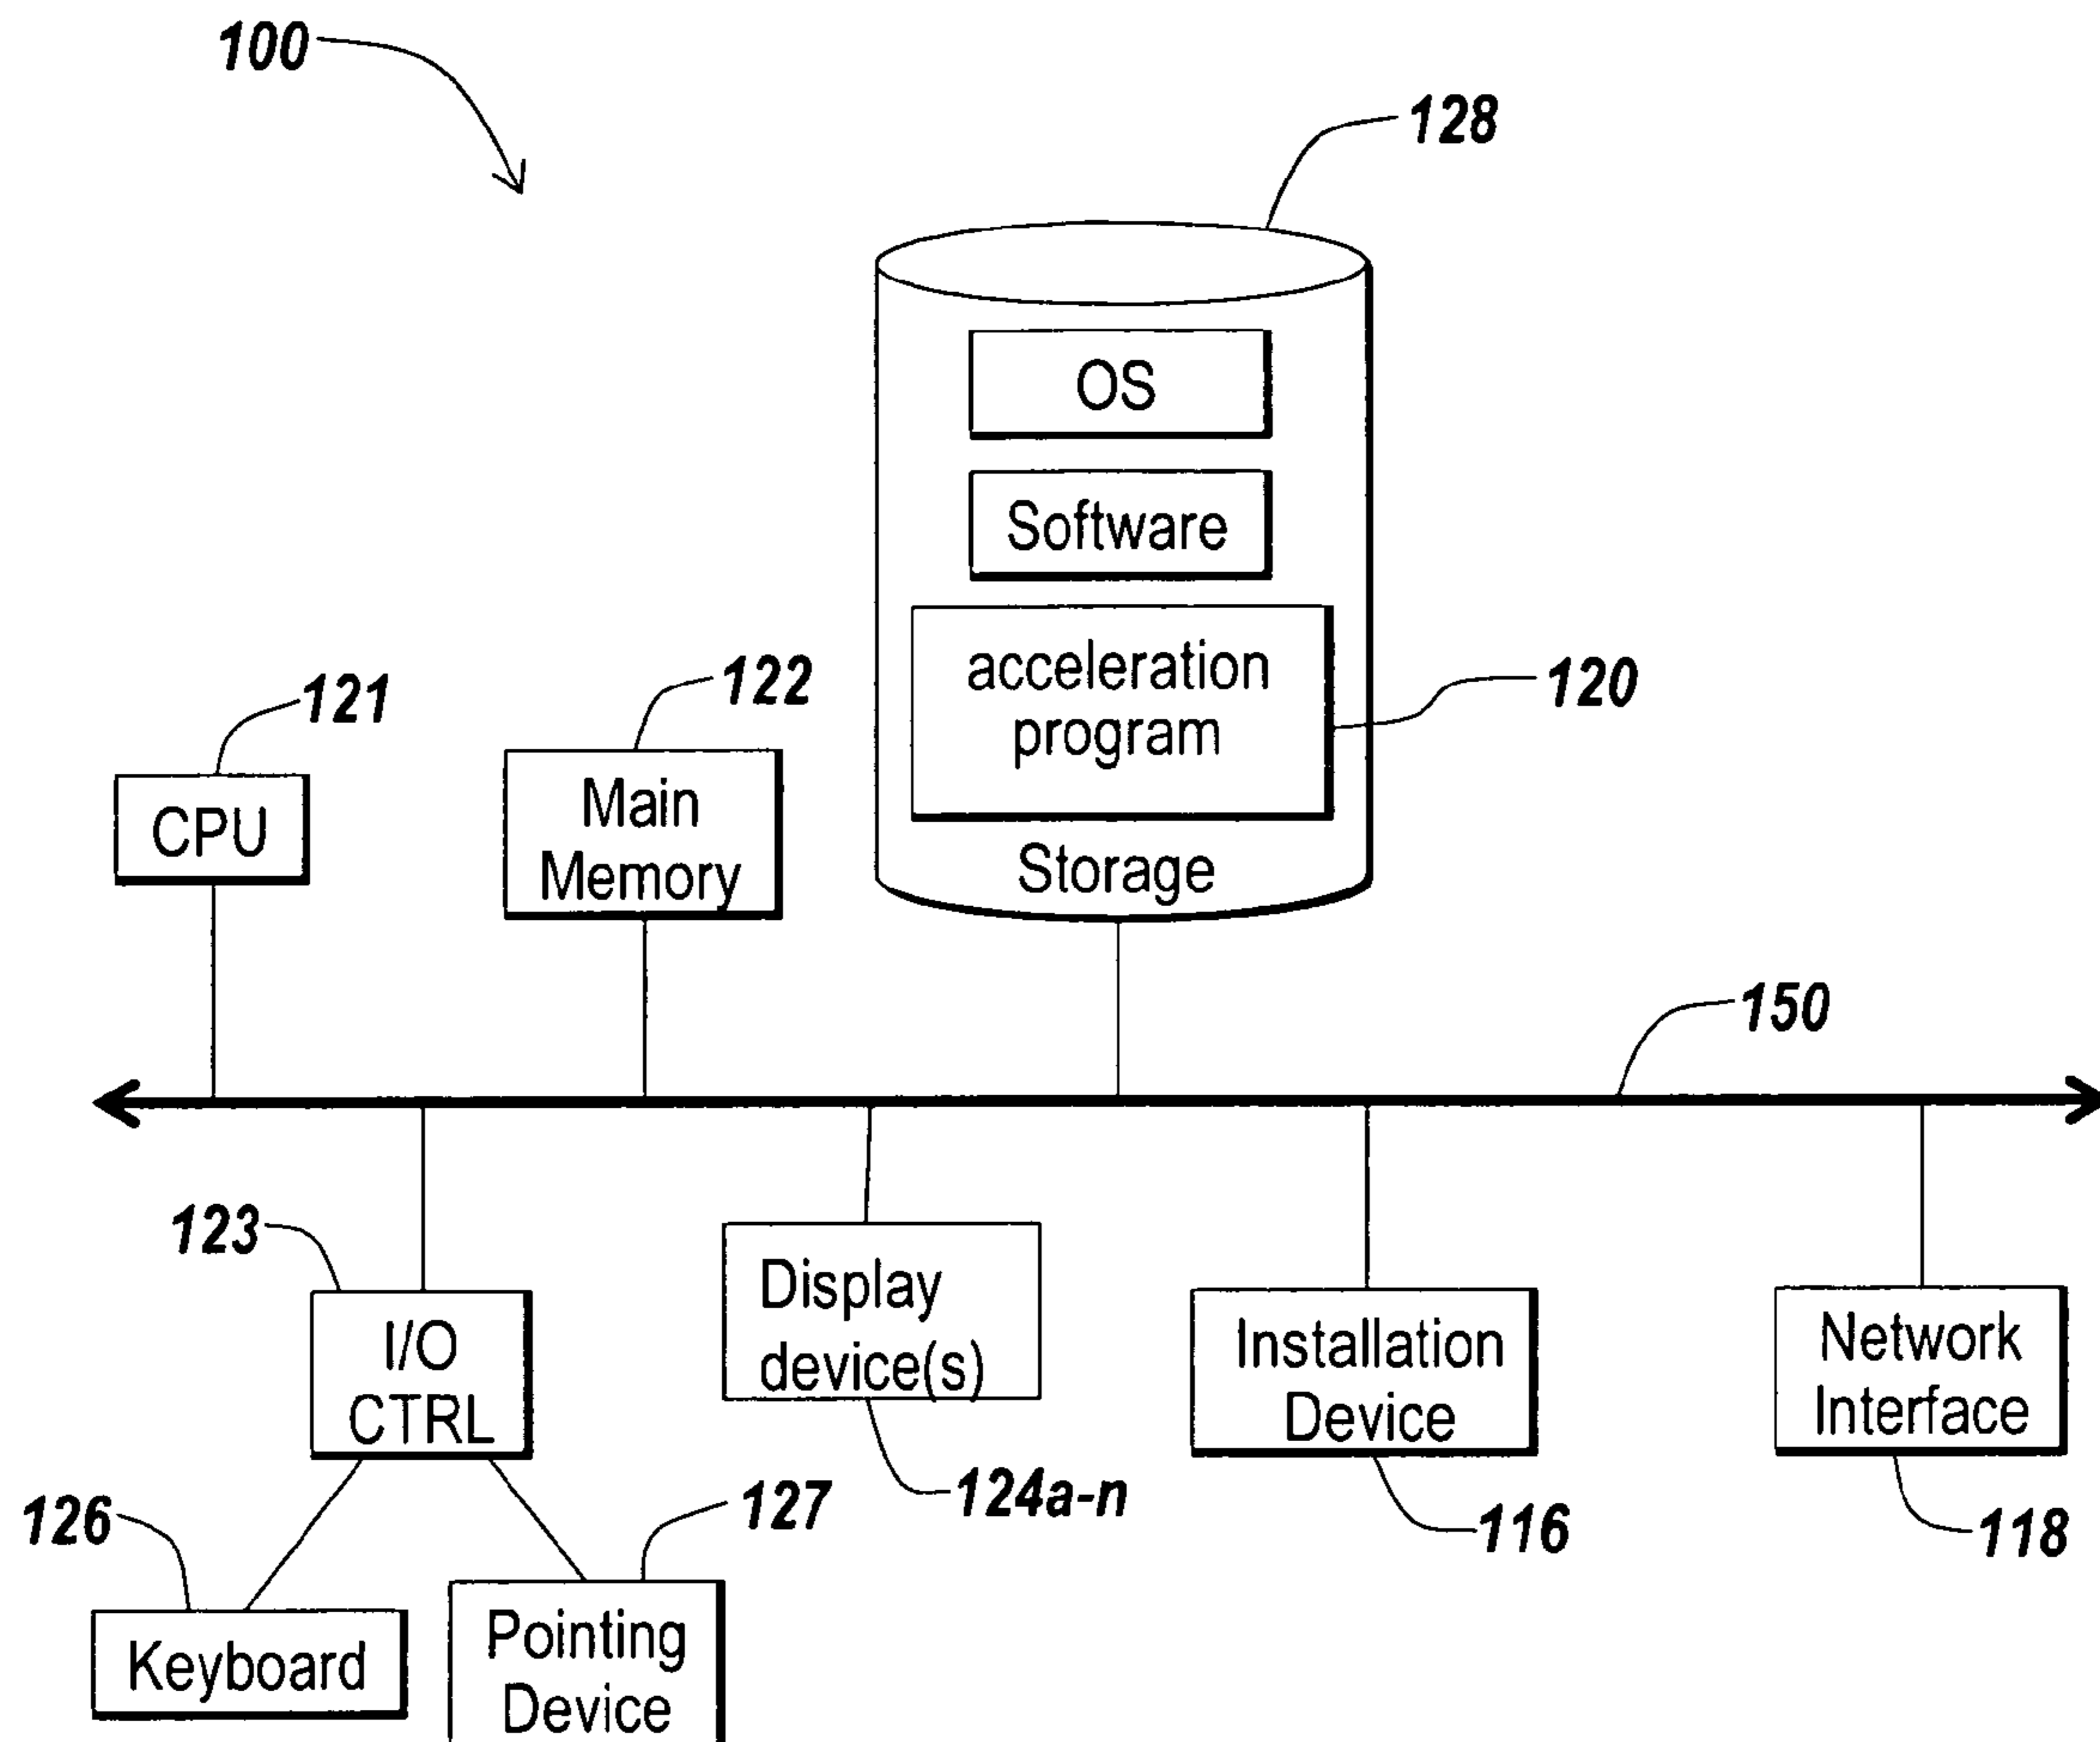 100
128
OS
Software
acceleration
program
120
Storage
121
CPU
122
Main
Memory
150
123
I/O
CTRL
Display
device(s)
124a-n
Installation
Device
116
Network
Interface
118
126
Keyboard
127
Pointing
Device